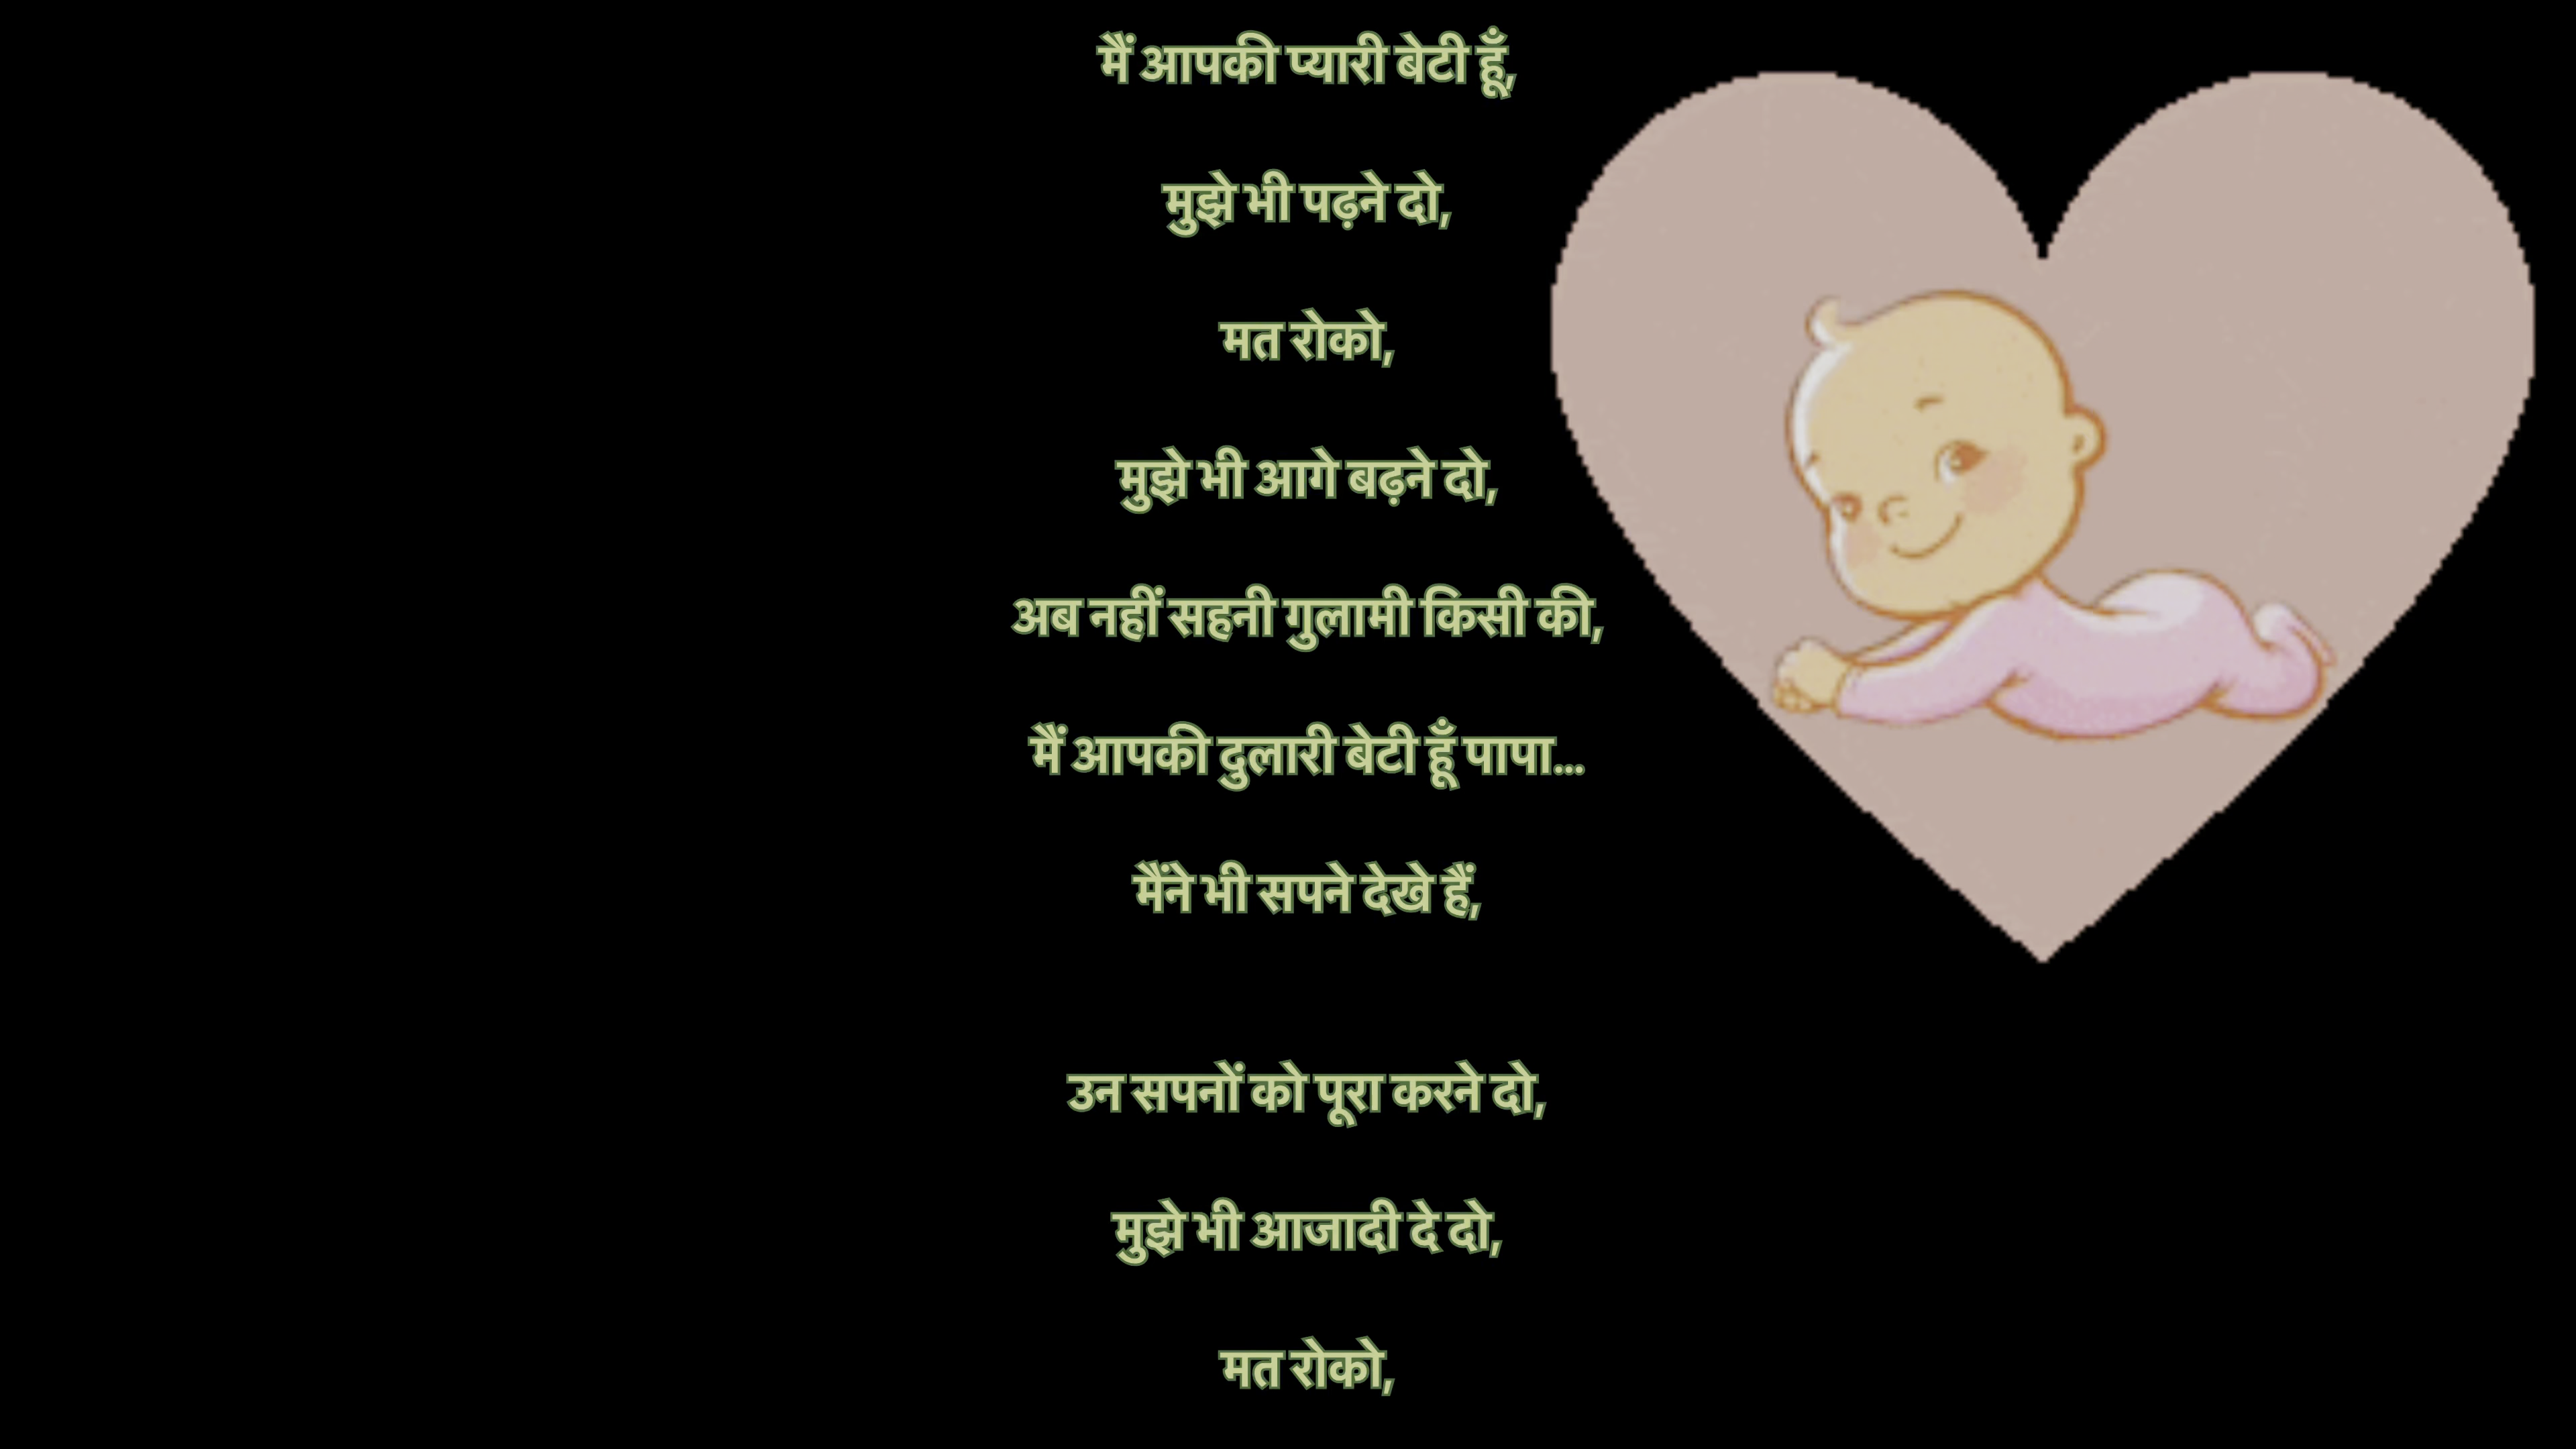 मैं आपकी प्यारी बेटी हूँ,
मुझे भी पढ़ने दो,
मत रोको,
मुझे भी आगे बढ़ने दो,
अब नहीं सहनी गुलामी किसी की,
मैं आपकी दुलारी बेटी हूँ पापा...
मैंने भी सपने देखे हैं,
उन सपनों को पूरा करने दो,
मुझे भी आजादी दे दो,
मत रोको,